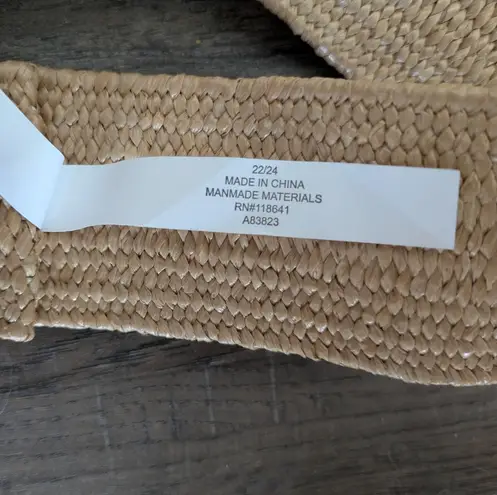 22/24
MADE IN CHINA
MANMADE MATERIALS
RN#118641
A83823